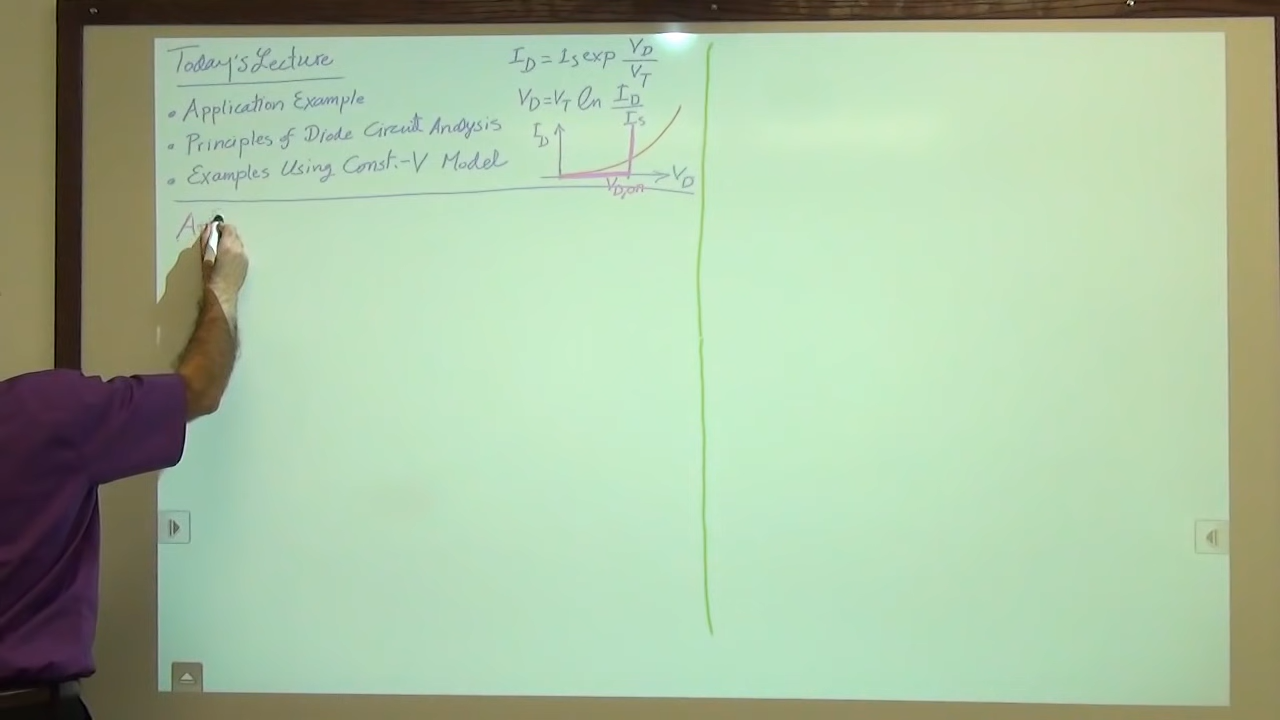 Today's Lecture
• Application Example
• Principles of Diode Circuit Analysis
• Examples Using Const.-V Model
I_D = I_S exp V_D/V_T
V_D = V_T ln I_D/I_S
I_D
V_D
V_D,on
A